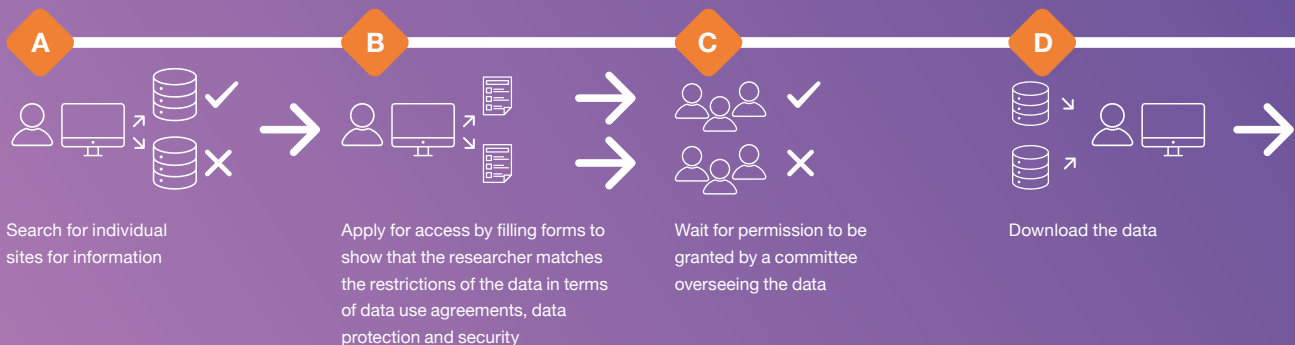 A
B
C
D
Search for individual
sites for information
Apply for access by filling forms to
show that the researcher matches
the restrictions of the data in terms
of data use agreements, data
protection and security
Wait for permission to be
granted by a committee
overseeing the data
Download the data